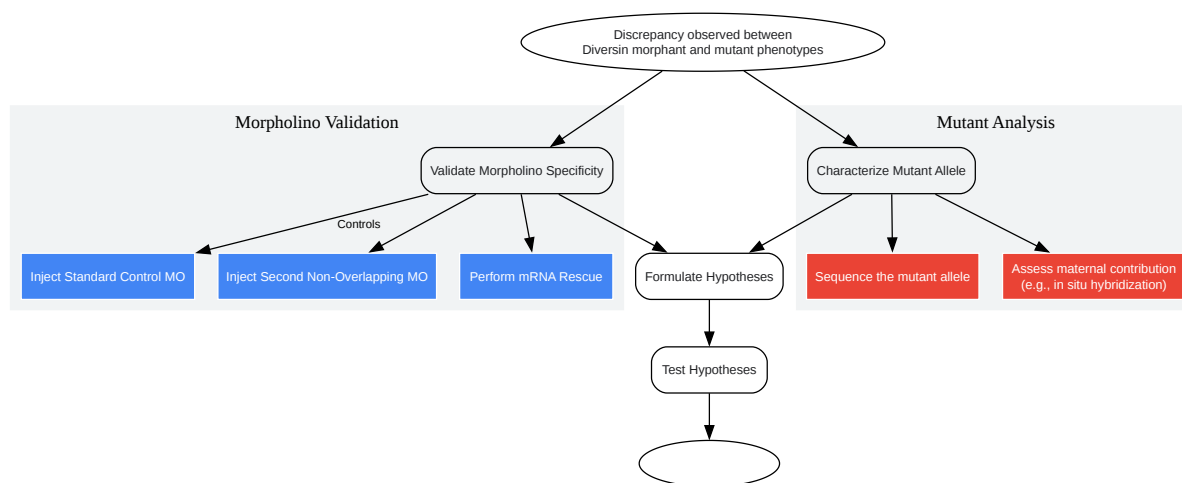 Discrepancy observed between
Diversin morphant and mutant phenotypes
Morpholino Validation
Mutant Analysis
Validate Morpholino Specificity
Characterize Mutant Allele
Controls
Inject Standard Control MO
Inject Second Non-Overlapping MO
Perform mRNA Rescue
Formulate Hypotheses
Sequence the mutant allele
Assess maternal contribution
(e.g., in situ hybridization)
Test Hypotheses